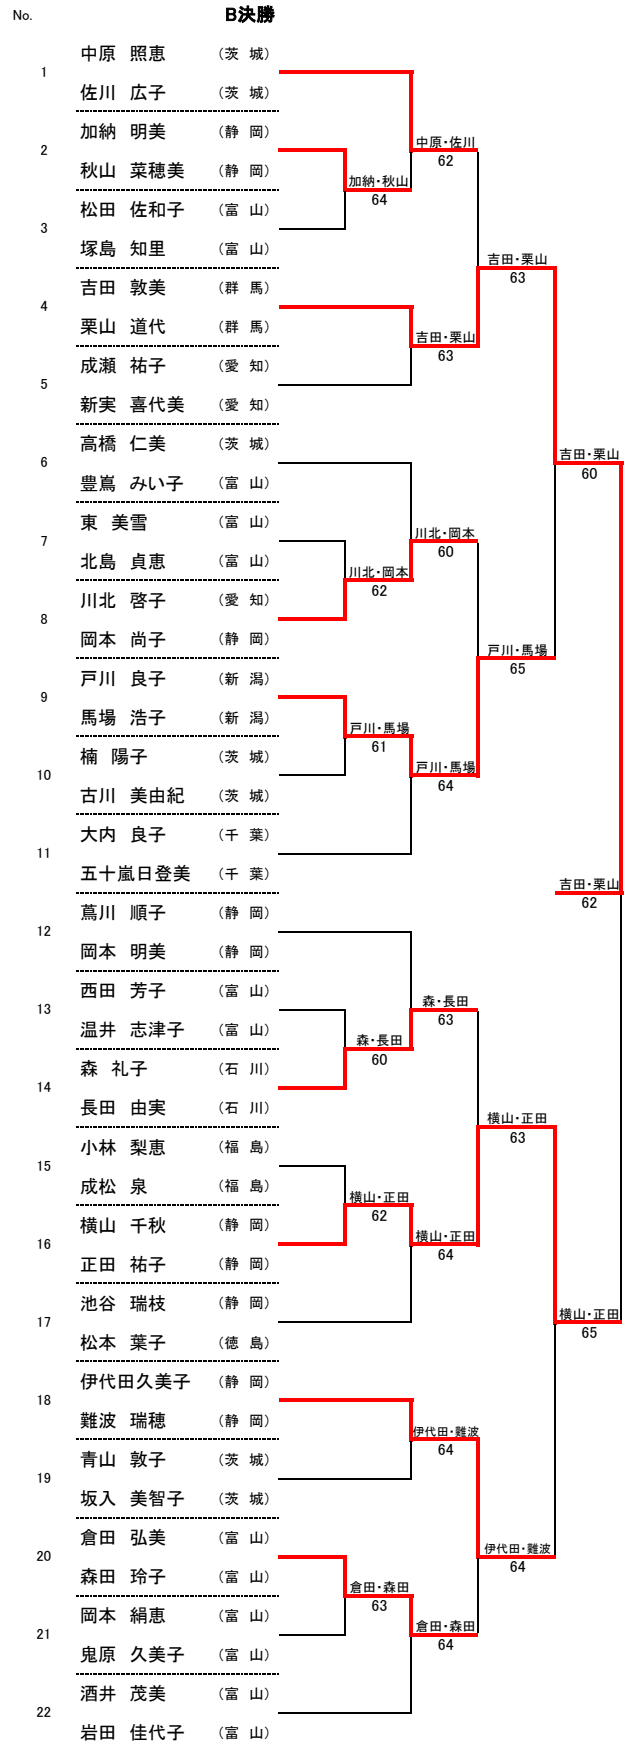 No. B決勝
中原 照恵 (茨 城)
1
佐川 広子 (茨 城)
加納 明美 (静 岡)
2 中原・佐川
62
秋山 菜穂美 (静 岡)
加納・秋山
64
松田 佐和子 (富 山)
3
塚島 知里 (富 山)
吉田・栗山
63
吉田 敦美 (群 馬)
4
栗山 道代 (群 馬)
吉田・栗山
63
成瀬 祐子 (愛 知)
5
新実 喜代美 (愛 知)
高橋 仁美 (茨 城)
6 吉田・栗山
60
豊嶌 みい子 (富 山)
東 美雪 (富 山)
7 川北・岡本
60
北島 貞恵 (富 山)
川北・岡本
62
川北 啓子 (愛 知)
8
岡本 尚子 (静 岡)
戸川・馬場
65
戸川 良子 (新 潟)
9
馬場 浩子 (新 潟)
戸川・馬場
61
楠 陽子 (茨 城)
10 戸川・馬場
64
古川 美由紀 (茨 城)
大内 良子 (千 葉)
11
五十嵐日登美 (千 葉)
吉田・栗山
62
蔦川 順子 (静 岡)
12
岡本 明美 (静 岡)
西田 芳子 (富 山)
13 森・長田
63
温井 志津子 (富 山)
森・長田
60
森 礼子 (石 川)
14
長田 由実 (石 川)
横山・正田
63
小林 梨恵 (福 島)
15
成松 泉 (福 島)
横山・正田
62
横山 千秋 (静 岡)
16 横山・正田
64
正田 祐子 (静 岡)
池谷 瑞枝 (静 岡)
17 横山・正田
65
松本 葉子 (徳 島)
伊代田久美子 (静 岡)
18
難波 瑞穂 (静 岡)
伊代田・難波
64
青山 敦子 (茨 城)
19
坂入 美智子 (茨 城)
倉田 弘美 (富 山)
20 伊代田・難波
64
森田 玲子 (富 山)
倉田・森田
63
岡本 絹恵 (富 山)
21 倉田・森田
64
鬼原 久美子 (富 山)
酒井 茂美 (富 山)
22
岩田 佳代子 (富 山)